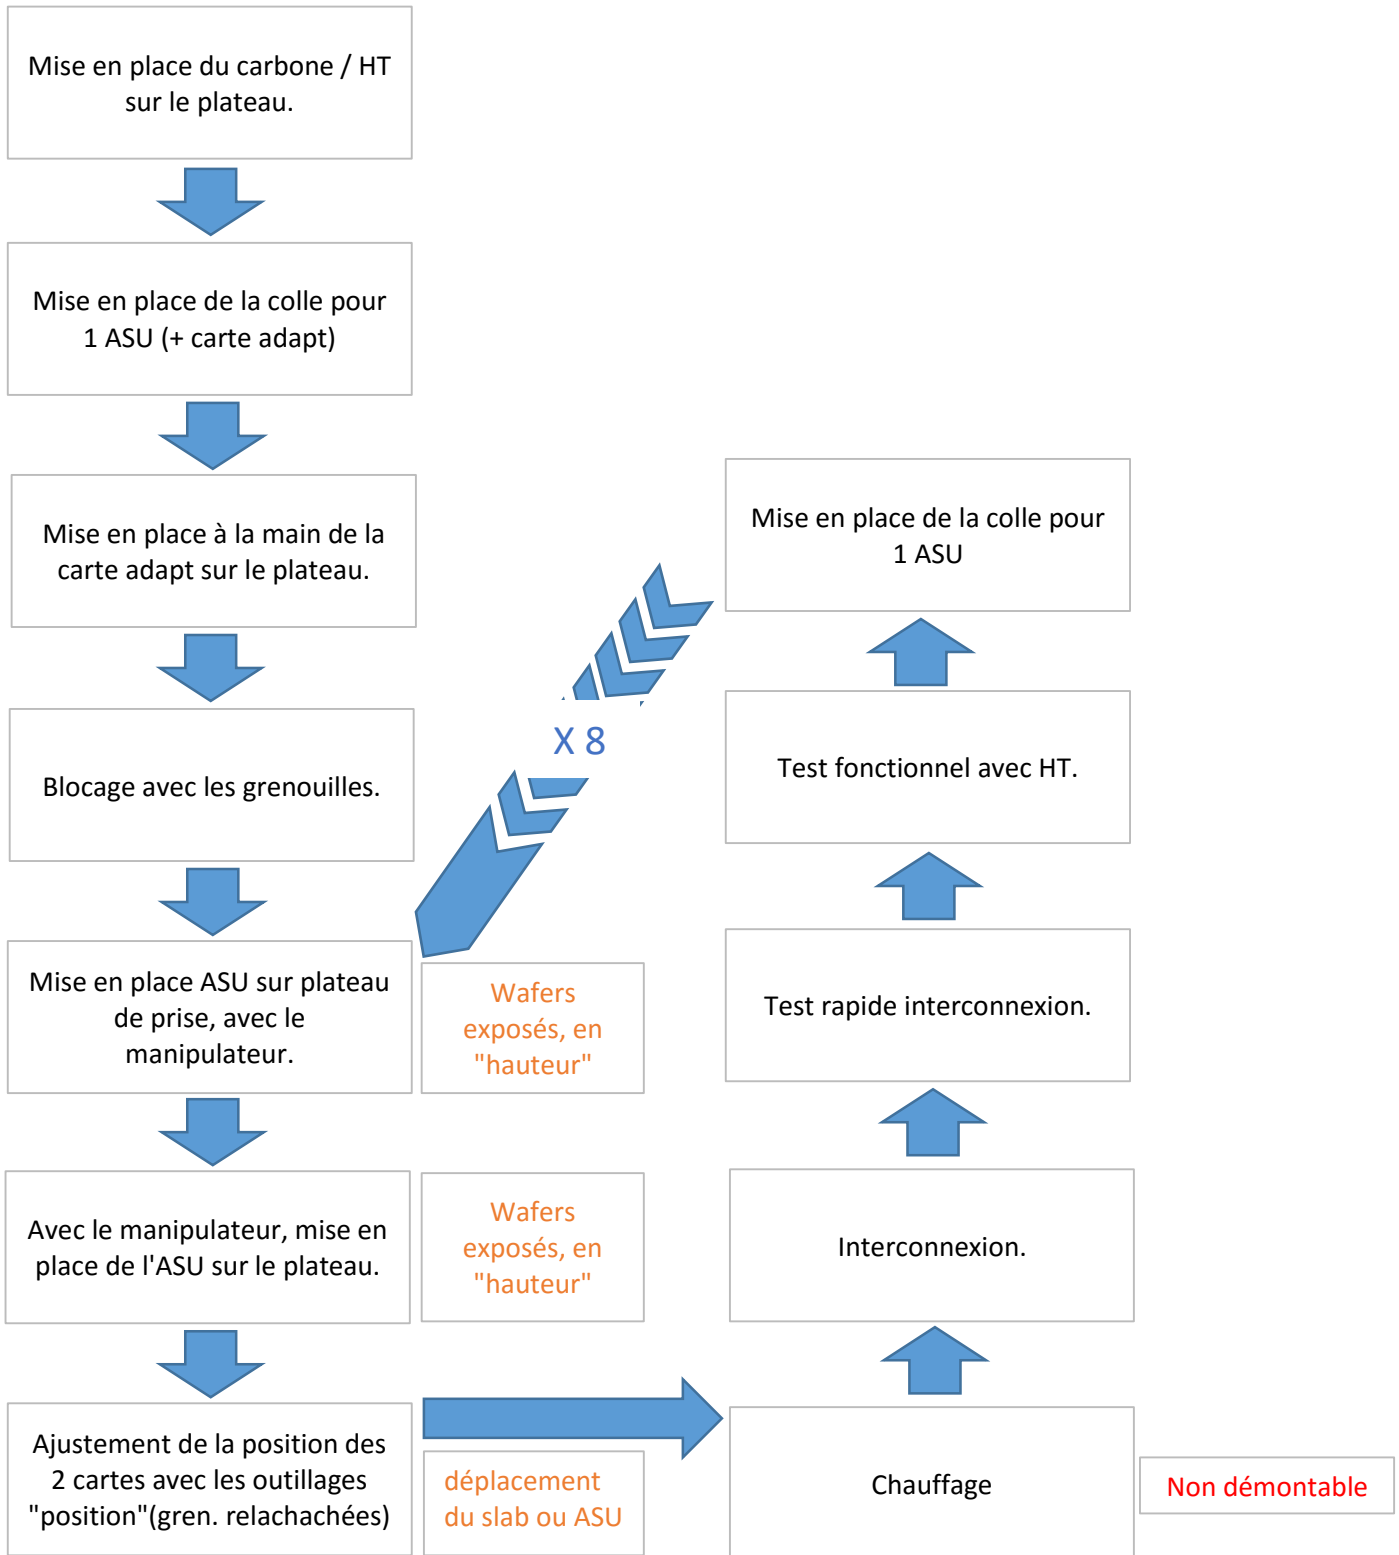 Mise en place du carbone / HT
sur le plateau.
Mise en place de la colle pour
1 ASU (+ carte adapt)
Mise en place à la main de la
carte adapt sur le plateau.
Blocage avec les grenouilles.
Mise en place ASU sur plateau
de prise, avec le
manipulateur.
Wafers
exposés, en
"hauteur"
Avec le manipulateur, mise en
place de l'ASU sur le plateau.
Wafers
exposés, en
"hauteur"
Ajustement de la position des
2 cartes avec les outillages
"position"(gren. relachachées)
déplacement
du slab ou ASU
Chauffage
Non démontable
Interconnexion.
Test rapide interconnexion.
Test fonctionnel avec HT.
Mise en place de la colle pour
1 ASU
X 8